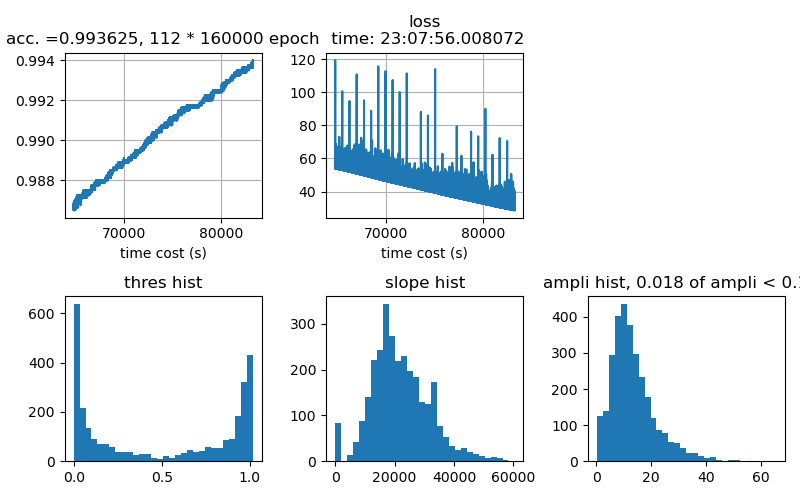 loss
acc. =0.993625, 112 * 160000 epoch time: 23:07:56.008072
0.994
0.992
0.990
0.988
70000 80000
time cost (s)
120
100
80
60
40
70000 80000
time cost (s)
thres hist
600
400
200
0
0.0 0.5 1.0
slope hist
300
200
100
0
0 20000 40000 60000
ampli hist, 0.018 of ampli < 0.
400
300
200
100
0
0 20 40 60